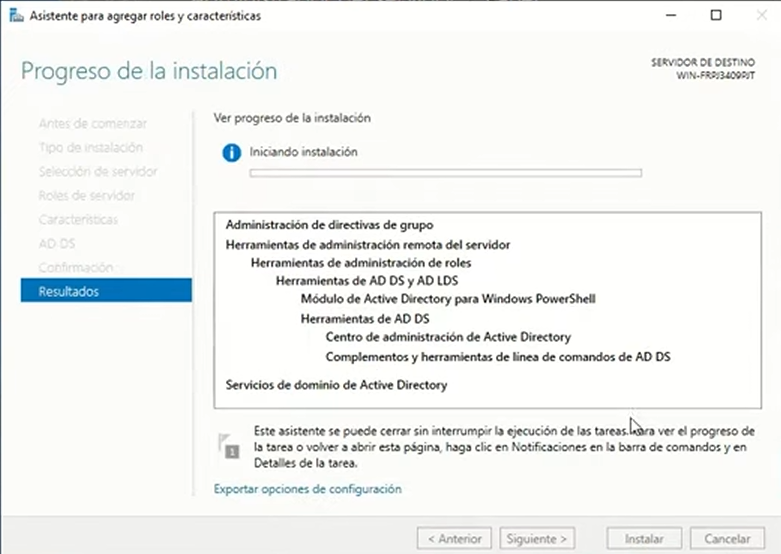 Asistente para agregar roles y características
Progreso de la instalación
SERVIDOR DE DESTINO
WIN-FRPJ3409PJT
Antes de comenzar
Tipo de instalación
Selección de servidor
Roles de servidor
Características
AD DS
Confirmación
Resultados
Ver progreso de la instalación
Iniciando instalación
Administración de directivas de grupo
Herramientas de administración remota del servidor
Herramientas de administración de roles
Herramientas de AD DS y AD LDS
Módulo de Active Directory para Windows PowerShell
Herramientas de AD DS
Centro de administración de Active Directory
Complementos y herramientas de línea de comandos de AD DS
Servicios de dominio de Active Directory
1
Este asistente se puede cerrar sin interrumpir la ejecución de las tareas. Para ver el progreso de
la tarea o volver a abrir esta página, haga clic en Notificaciones en la barra de comandos y en
Detalles de la tarea.
Exportar opciones de configuración
< Anterior
Siguiente >
Instalar
Cancelar